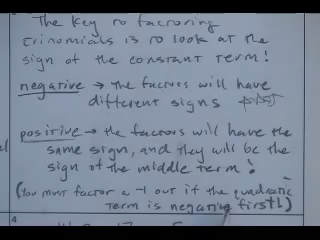 The key to factoring
trinomials is to look at the
sign of the constant term!
negative → the factors will have
different signs
positive → the factors will have the
same sign, and they will be the
sign of the middle term!
(You must factor a -1 out if the quadratic
term is negative first!)
4